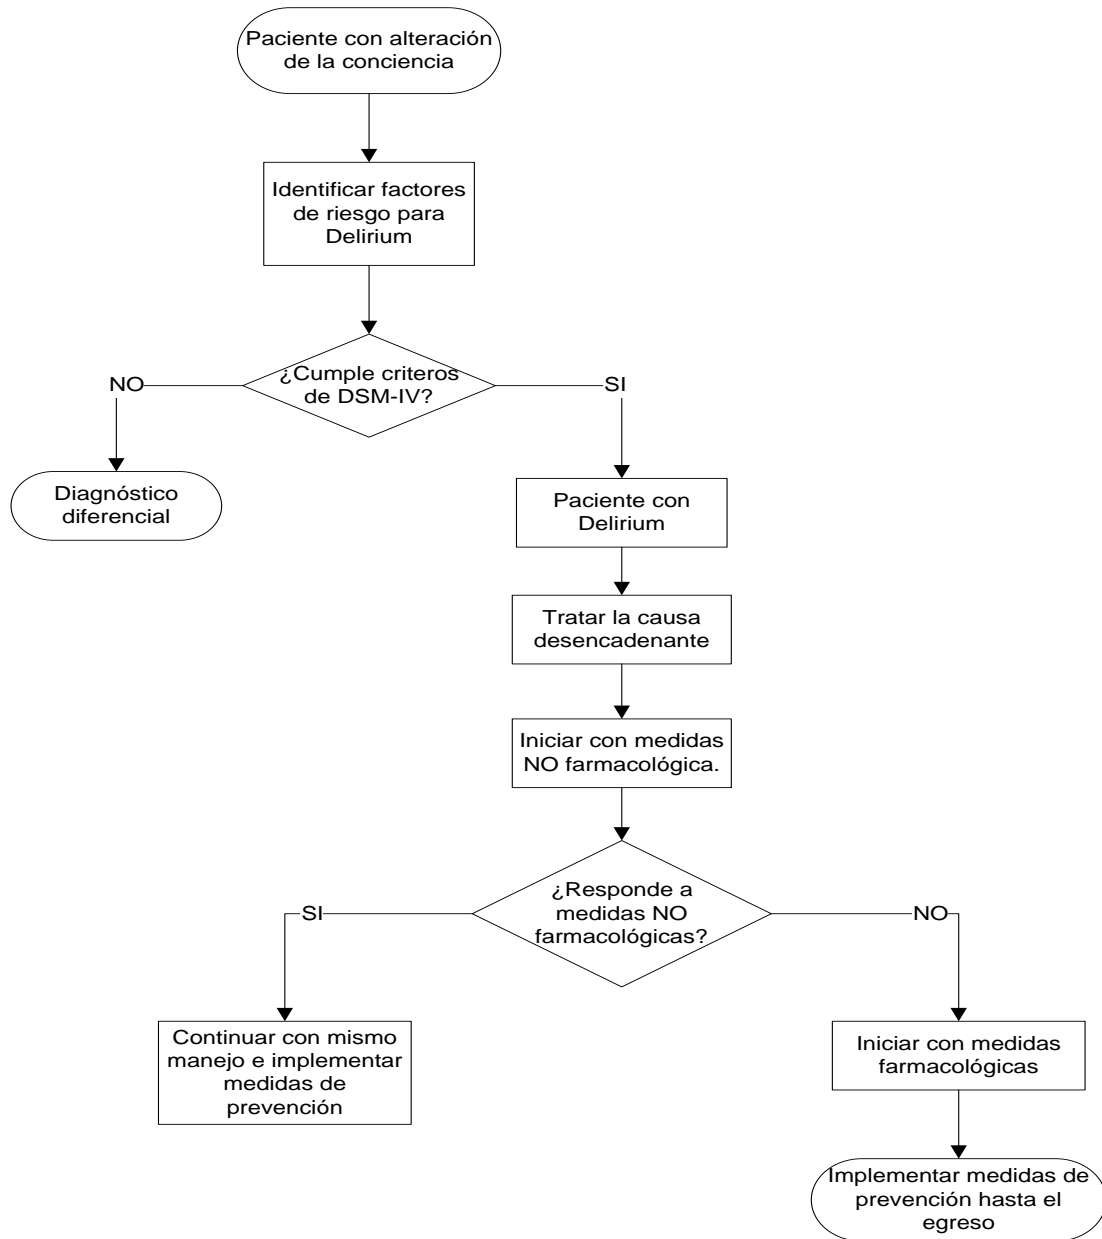 Paciente con alteración
de la conciencia
Identificar factores
de riesgo para
Delirium
¿Cumple criteros
de DSM-IV?
NO
SI
Diagnóstico
diferencial
Paciente con
Delirium
Tratar la causa
desencadenante
Iniciar con medidas
NO farmacológica.
¿Responde a
medidas NO
farmacológicas?
SI
NO
Continuar con mismo
manejo e implementar
medidas de
prevención
Iniciar con medidas
farmacológicas
Implementar medidas de
prevención hasta el
egreso